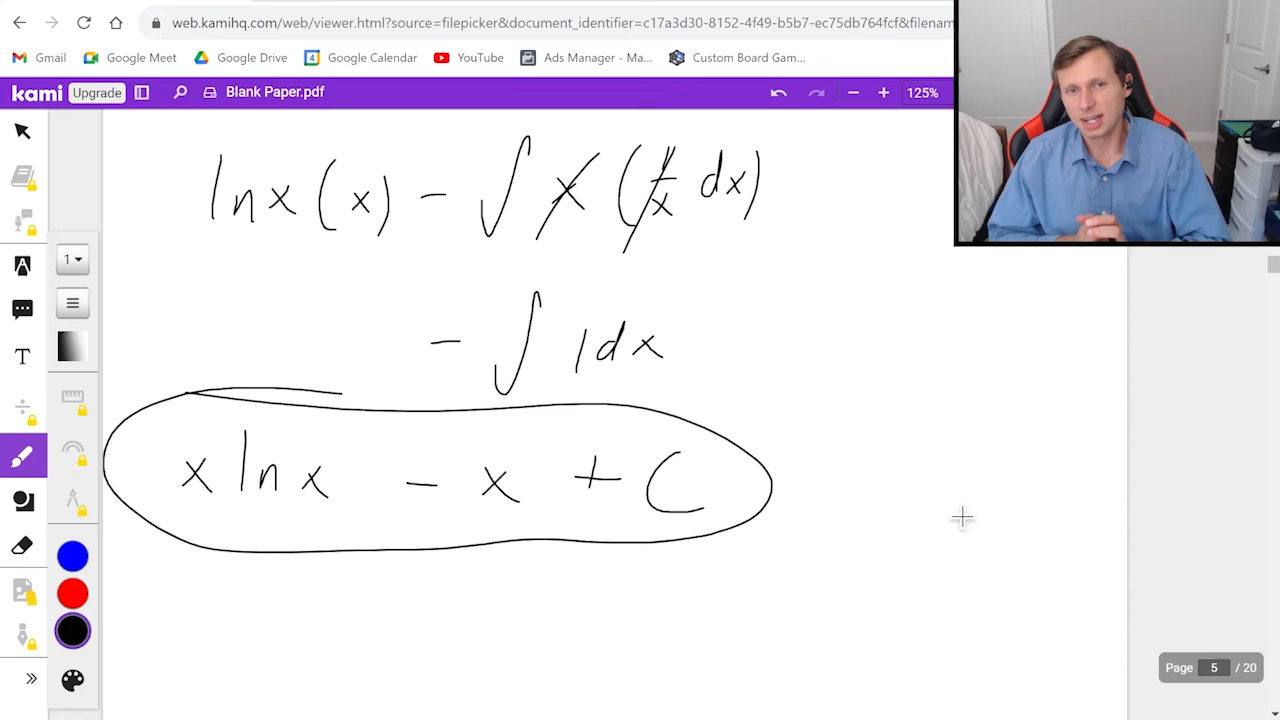 web.kamihq.com/web/viewer.html?source=filepicker&document_identifier=c17a3d30-8152-4f49-b5b7-ec75db764fcf&filenam
Gmail Google Meet Google Drive 4 Google Calendar YouTube Ads Manager - Ma... Custom Board Gam...
kami Upgrade Blank Paper.pdf 125%
ln x (x) - ∫ x (1/x dx)
1
- ∫ 1 dx
A
T
x ln x - x + C
Page 5 / 20